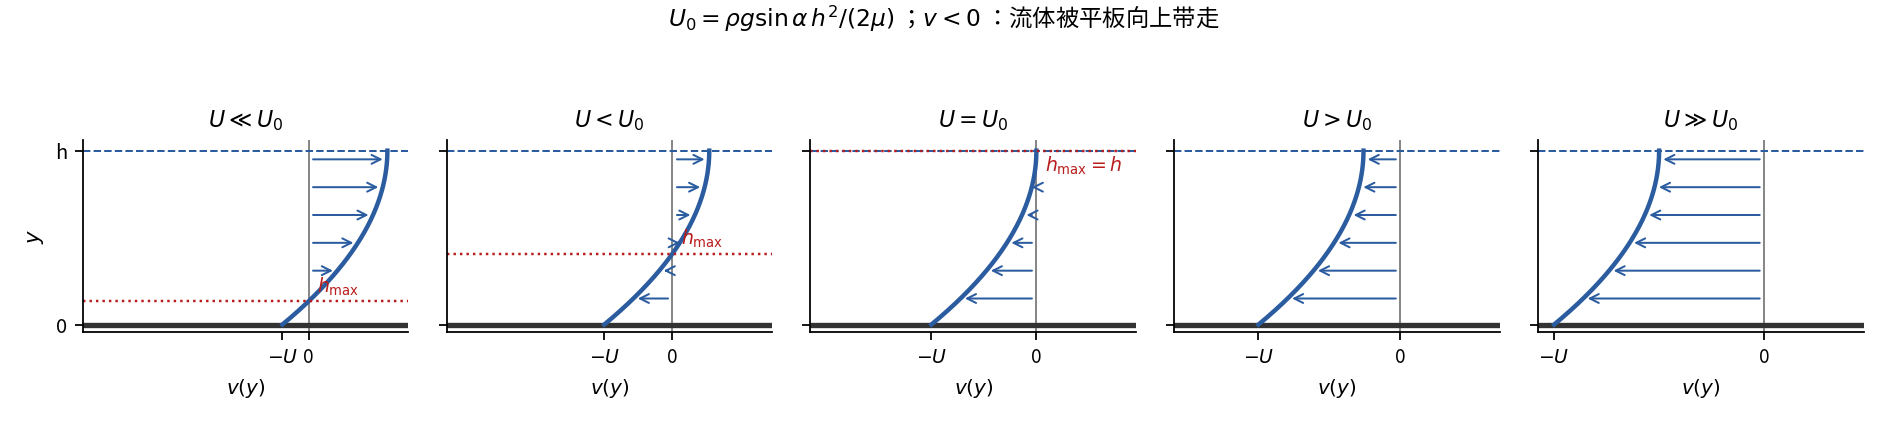 U₀ = ρg sin α h²/(2μ) ；v < 0 ：流体被平板向上带走
U ≪ U₀
U < U₀
U = U₀
U > U₀
U ≫ U₀
h
y
0
h_max
h_max
h_max = h
−U 0
−U 0
−U 0
−U 0
−U 0
v(y)
v(y)
v(y)
v(y)
v(y)